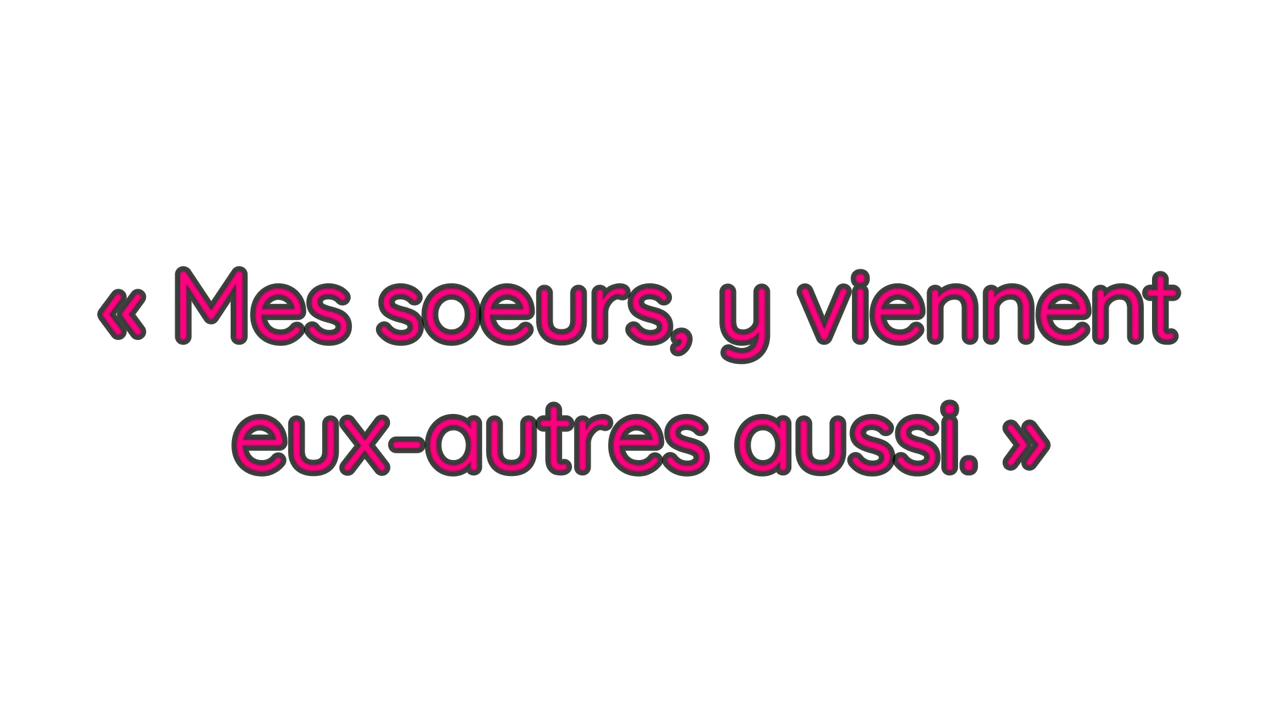 « Mes soeurs, y viennent
eux-autres aussi. »